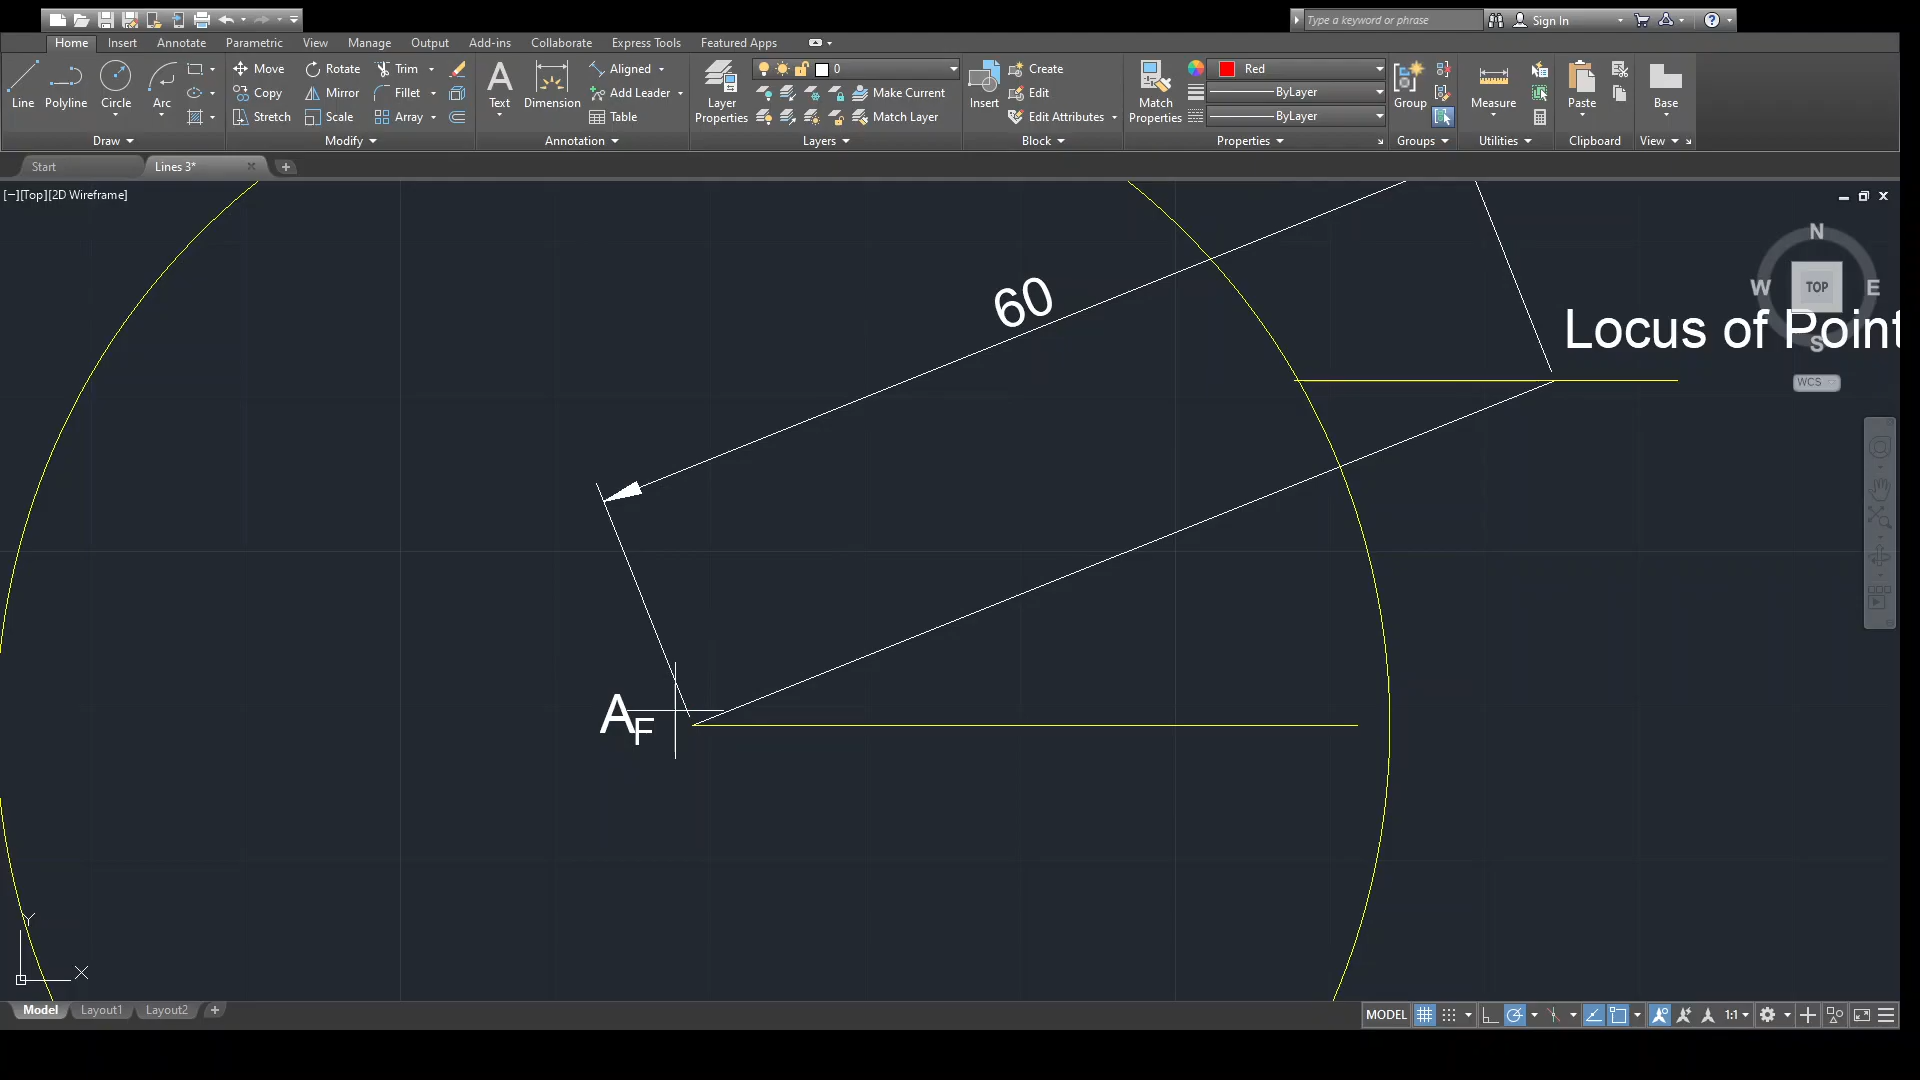 Type a keyword or phrase
Sign In
Home Insert Annotate Parametric View Manage Output Add-ins Collaborate Express Tools Featured Apps
Line
Polyline
Circle
Arc
Draw
Move
Copy
Stretch
Rotate
Mirror
Scale
Trim
Fillet
Array
Modify
Text
Dimension
Aligned
Add Leader
Table
Annotation
Layer
Properties
0
Make Current
Match Layer
Layers
Insert
Create
Edit
Edit Attributes
Block
Match
Properties
Red
ByLayer
ByLayer
Properties
Group
Groups
Measure
Utilities
Paste
Clipboard
Base
View
Start
Lines 3*
[−][Top][2D Wireframe]
N
W
TOP
E
S
WCS
60
Locus of Point
AF
Y
X
Model Layout1 Layout2
MODEL
1:1